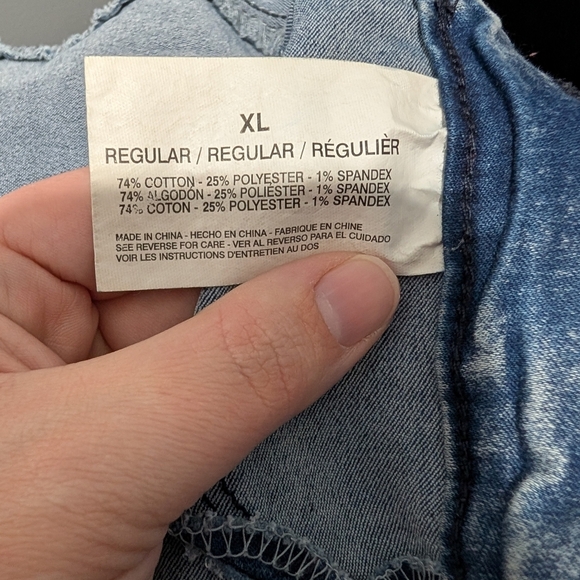 XL
REGULAR / REGULAR / RÉGULIÈR
74% COTTON - 25% POLYESTER - 1% SPANDEX
74% ALGODÓN - 25% POLIÉSTER - 1% SPANDEX
74% COTON - 25% POLYESTER - 1% SPANDEX
MADE IN CHINA - HECHO EN CHINA - FABRIQUE EN CHINE
SEE REVERSE FOR CARE - VER AL REVERSO PARA EL CUIDADO
VOIR LES INSTRUCTIONS D'ENTRETIEN AU DOS